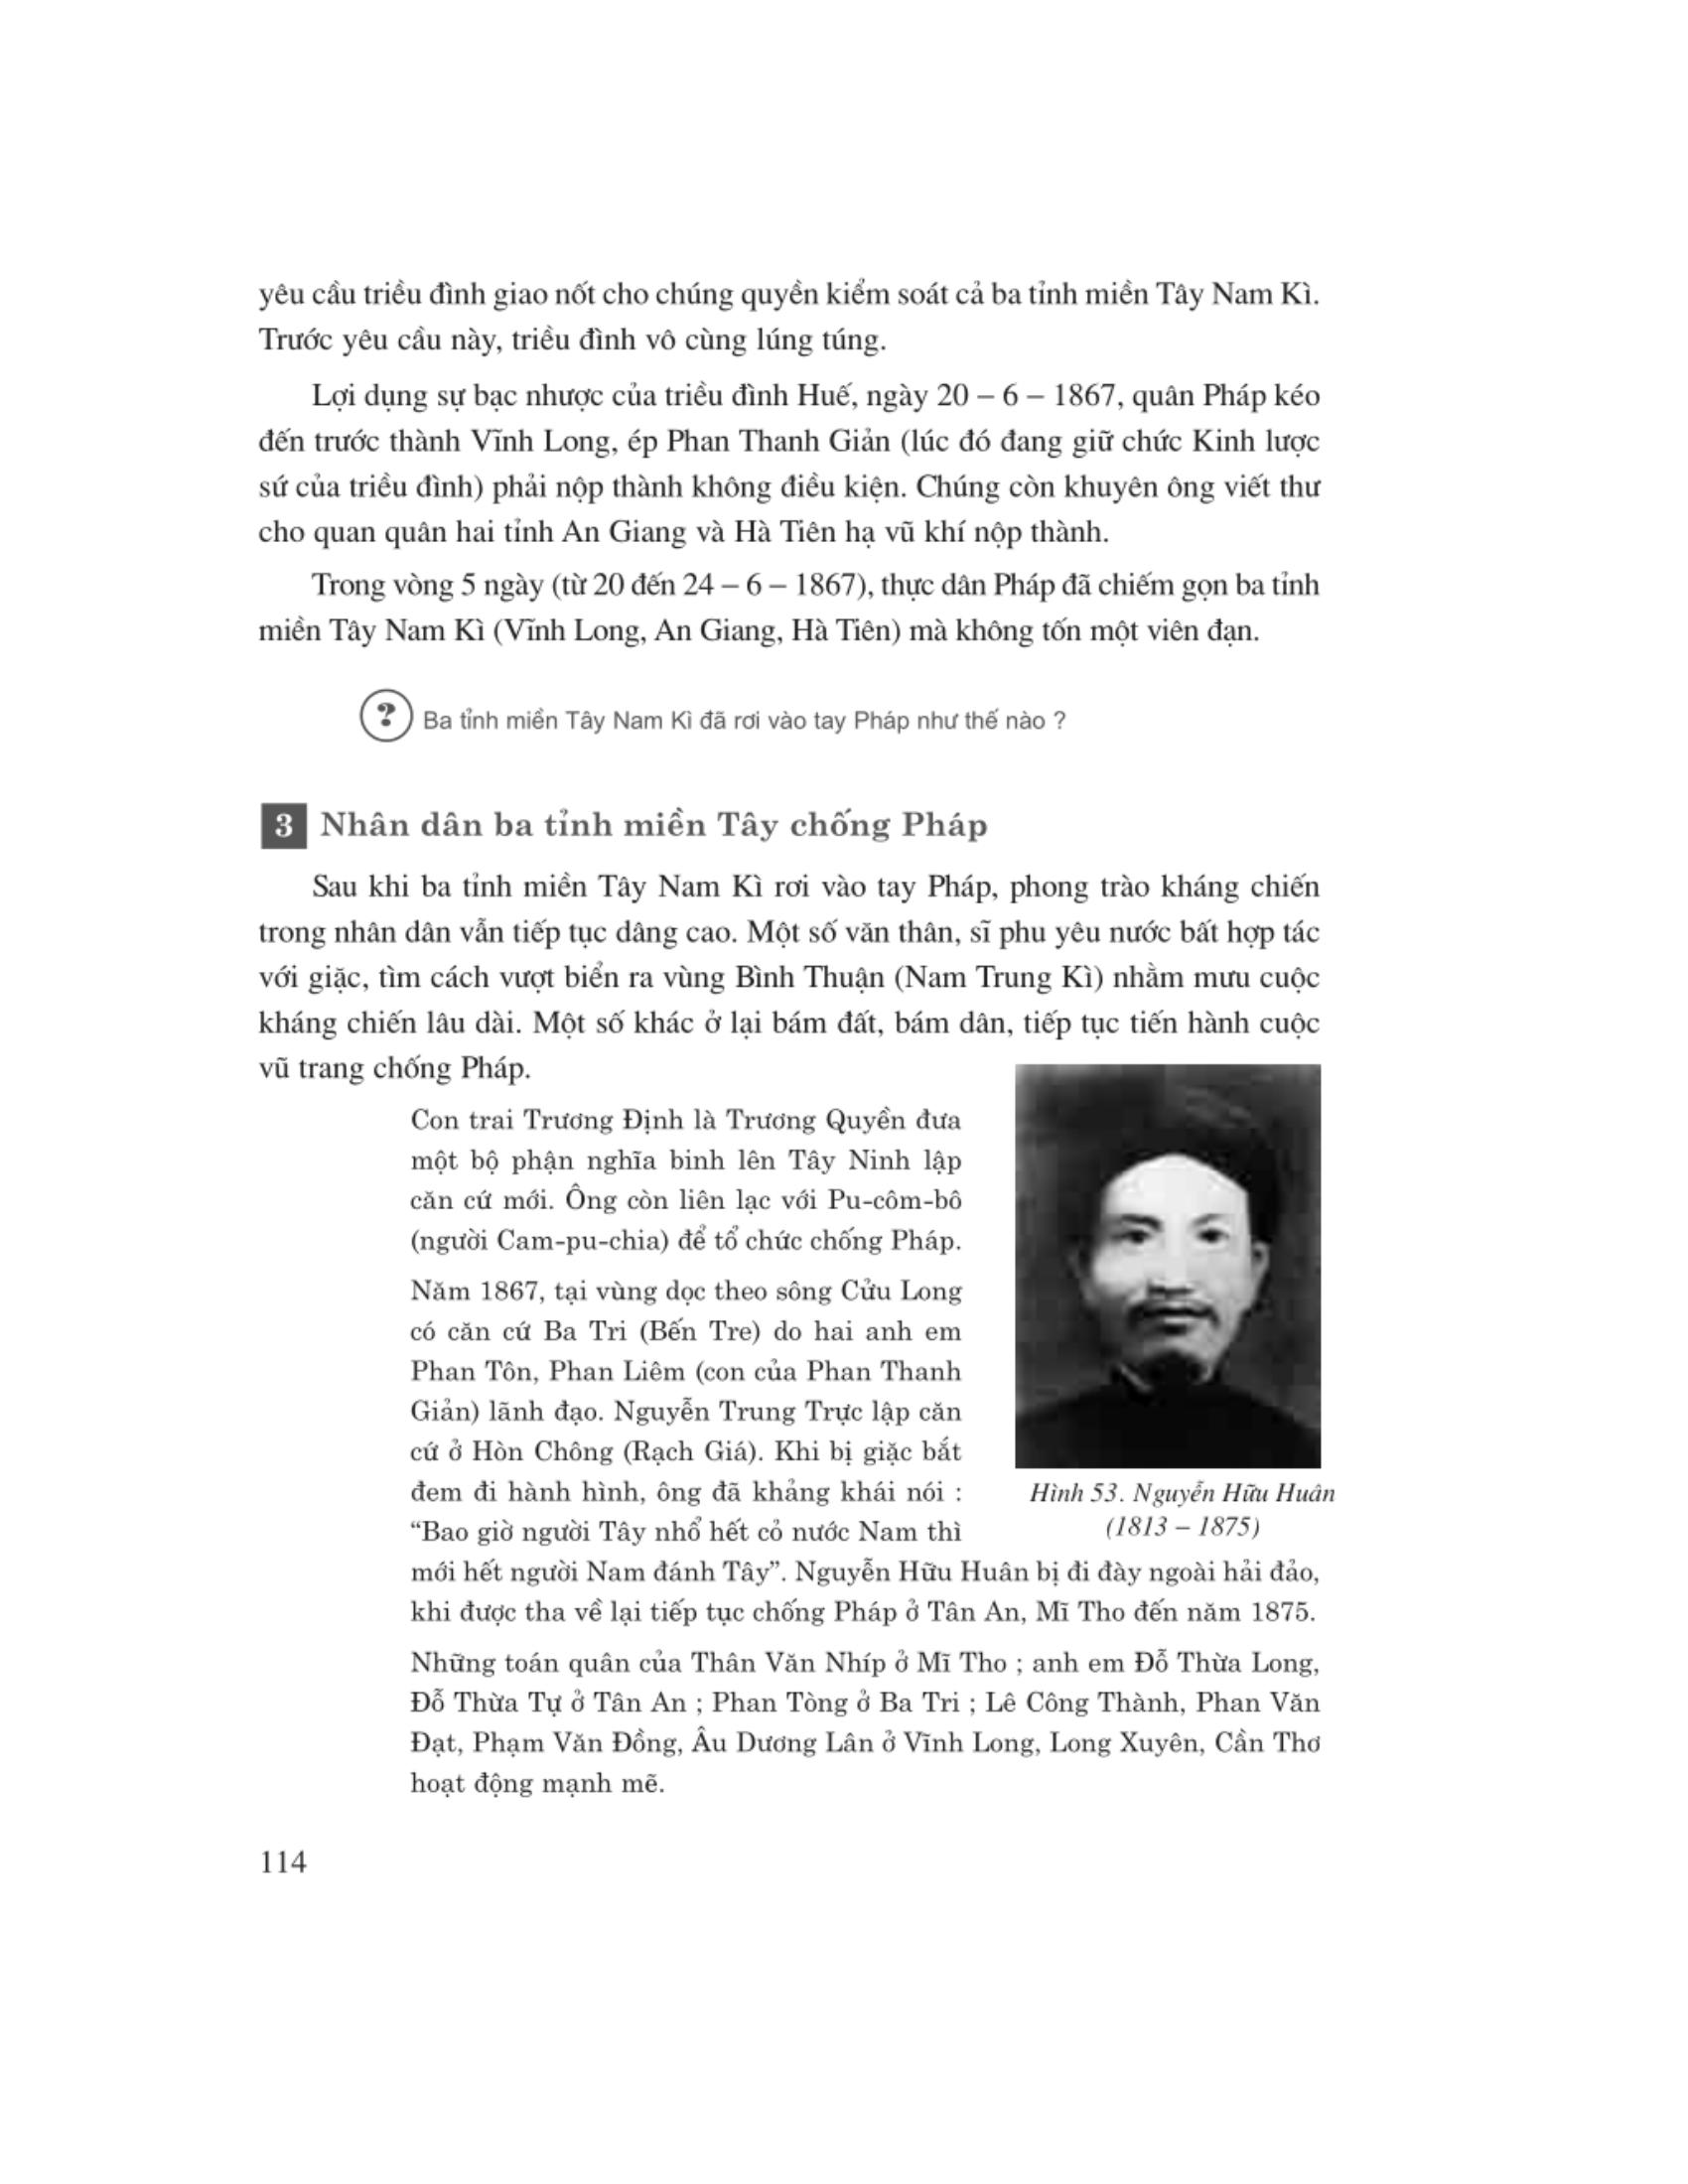 yêu cầu triều đình giao nốt cho chúng quyền kiểm soát cả ba tỉnh miền Tây Nam Kì.
Trước yêu cầu này, triều đình vô cùng lúng túng.
Lợi dụng sự bạc nhược của triều đình Huế, ngày 20 – 6 – 1867, quân Pháp kéo
đến trước thành Vĩnh Long, ép Phan Thanh Giản (lúc đó đang giữ chức Kinh lược
sứ của triều đình) phải nộp thành không điều kiện. Chúng còn khuyên ông viết thư
cho quan quân hai tỉnh An Giang và Hà Tiên hạ vũ khí nộp thành.
Trong vòng 5 ngày (từ 20 đến 24 – 6 – 1867), thực dân Pháp đã chiếm gọn ba tỉnh
miền Tây Nam Kì (Vĩnh Long, An Giang, Hà Tiên) mà không tốn một viên đạn.
? Ba tỉnh miền Tây Nam Kì đã rơi vào tay Pháp như thế nào ?
3 Nhân dân ba tỉnh miền Tây chống Pháp
Sau khi ba tỉnh miền Tây Nam Kì rơi vào tay Pháp, phong trào kháng chiến
trong nhân dân vẫn tiếp tục dâng cao. Một số văn thân, sĩ phu yêu nước bất hợp tác
với giặc, tìm cách vượt biển ra vùng Bình Thuận (Nam Trung Kì) nhằm mưu cuộc
kháng chiến lâu dài. Một số khác ở lại bám đất, bám dân, tiếp tục tiến hành cuộc
vũ trang chống Pháp.
Con trai Trương Định là Trương Quyền đưa
một bộ phận nghĩa binh lên Tây Ninh lập
căn cứ mới. Ông còn liên lạc với Pu-côm-bô
(người Cam-pu-chia) để tổ chức chống Pháp.
Năm 1867, tại vùng dọc theo sông Cửu Long
có căn cứ Ba Tri (Bến Tre) do hai anh em
Phan Tôn, Phan Liêm (con của Phan Thanh
Giản) lãnh đạo. Nguyễn Trung Trực lập căn
cứ ở Hòn Chông (Rạch Giá). Khi bị giặc bắt
đem đi hành hình, ông đã khảng khái nói :
“Bao giờ người Tây nhổ hết cỏ nước Nam thì
mới hết người Nam đánh Tây”. Nguyễn Hữu Huân bị đi đày ngoài hải đảo,
khi được tha về lại tiếp tục chống Pháp ở Tân An, Mĩ Tho đến năm 1875.
Hình 53. Nguyễn Hữu Huân
(1813 – 1875)
Những toán quân của Thân Văn Nhíp ở Mĩ Tho ; anh em Đỗ Thừa Long,
Đỗ Thừa Tự ở Tân An ; Phan Tòng ở Ba Tri ; Lê Công Thành, Phan Văn
Đạt, Phạm Văn Đồng, Âu Dương Lân ở Vĩnh Long, Long Xuyên, Cần Thơ
hoạt động mạnh mẽ.
114